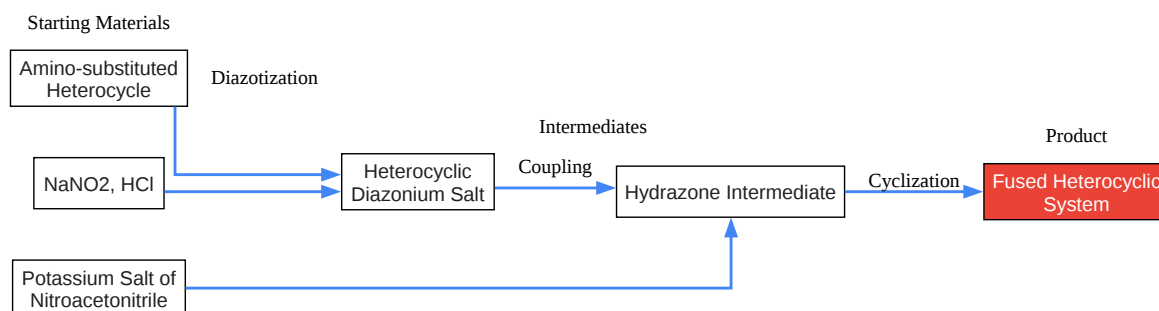 Starting Materials
Amino-substituted
Heterocycle
Diazotization
NaNO2, HCl
Heterocyclic
Diazonium Salt
Intermediates
Coupling
Hydrazone Intermediate
Cyclization
Product
Fused Heterocyclic
System
Potassium Salt of
Nitroacetonitrile